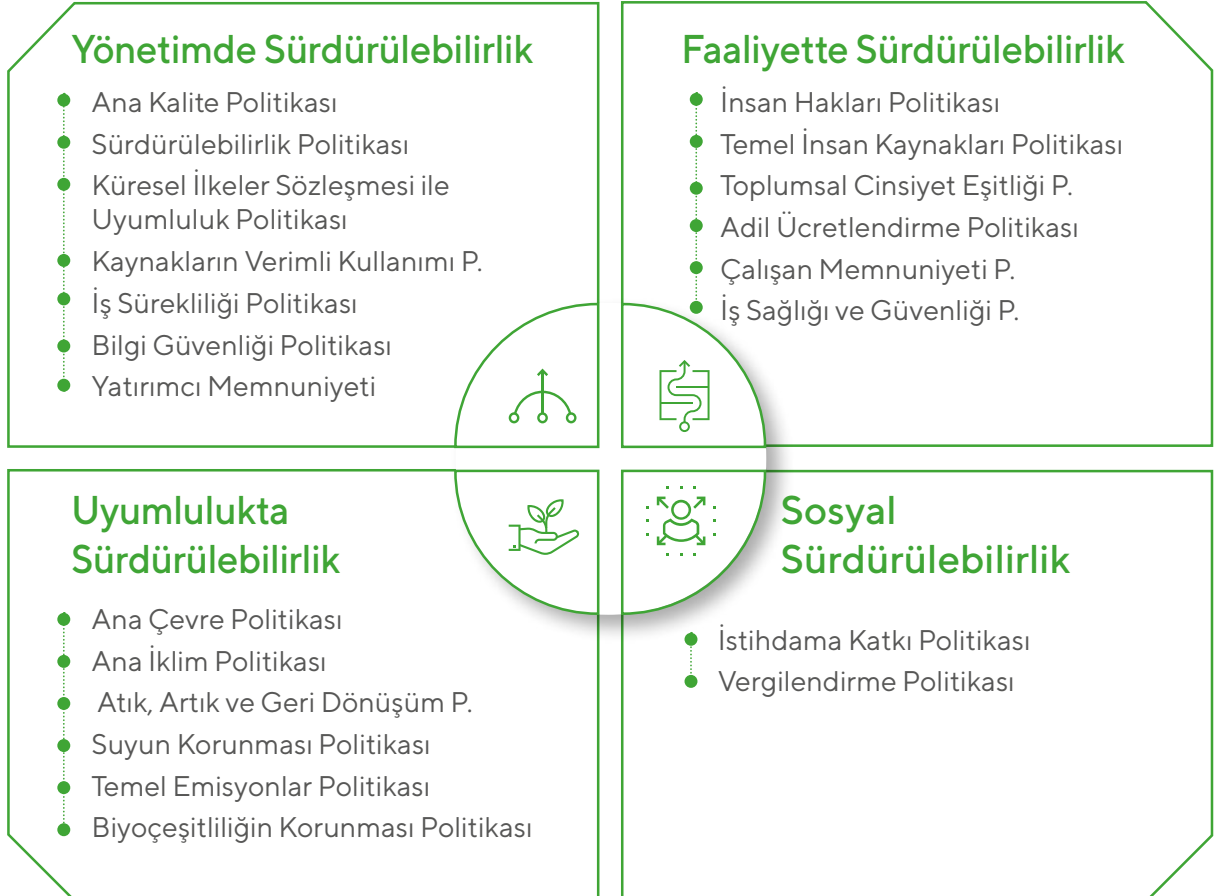 Yönetimde Sürdürülebilirlik
Ana Kalite Politikası
Sürdürülebilirlik Politikası
Küresel İlkeler Sözleşmesi ile
Uyumluluk Politikası
Kaynakların Verimli Kullanımı P.
İş Sürekliliği Politikası
Bilgi Güvenliği Politikası
Yatırımcı Memnuniyeti
Faaliyette Sürdürülebilirlik
İnsan Hakları Politikası
Temel İnsan Kaynakları Politikası
Toplumsal Cinsiyet Eşitliği P.
Adil Ücretlendirme Politikası
Çalışan Memnuniyeti P.
İş Sağlığı ve Güvenliği P.
Uyumlulukta
Sürdürülebilirlik
Ana Çevre Politikası
Ana İklim Politikası
Atık, Artık ve Geri Dönüşüm P.
Suyun Korunması Politikası
Temel Emisyonlar Politikası
Biyoçeşitliliğin Korunması Politikası
Sosyal
Sürdürülebilirlik
İstihdama Katkı Politikası
Vergilendirme Politikası